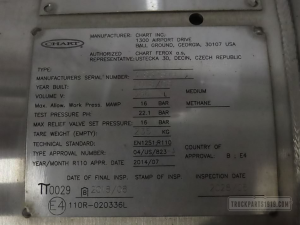 CHART
MANUFACTURER CHART INC.
1300 AIRPORT DRIVE
BALL GROUND, GEORGIA, 30107 USA
AUTHORIZED CHART FEROX a.s.
REPRESENTATIVE, USTECKA 30, DECIN, CZECH REPUBLIC
TYPE:
MANUFACTURERS SERIAL NUMBER:
YEAR BUILT:
VOLUME V: L MEDIUM
Max. Allow. Work Press. MAWP: 16 BAR METHANE
TEST PRESSURE PH: 22.1 BAR
MAX RELIEF VALVE SET PRESSURE: 16 BAR
TARE WEIGHT (EMPTY): KG
TECHNICAL STANDARD: EN1251,R110 COUNTRY OF
TYPE APPROVAL NUMBER: APPROVAL B , E4
YEAR/MONTH R110 APPR. DATE 2014/03
DATE OF FINAL INSP. STAMP OF INSP INSPECTION DATE
TT0029
E4 110R-020336L
TRUCKPARTS1919.COM